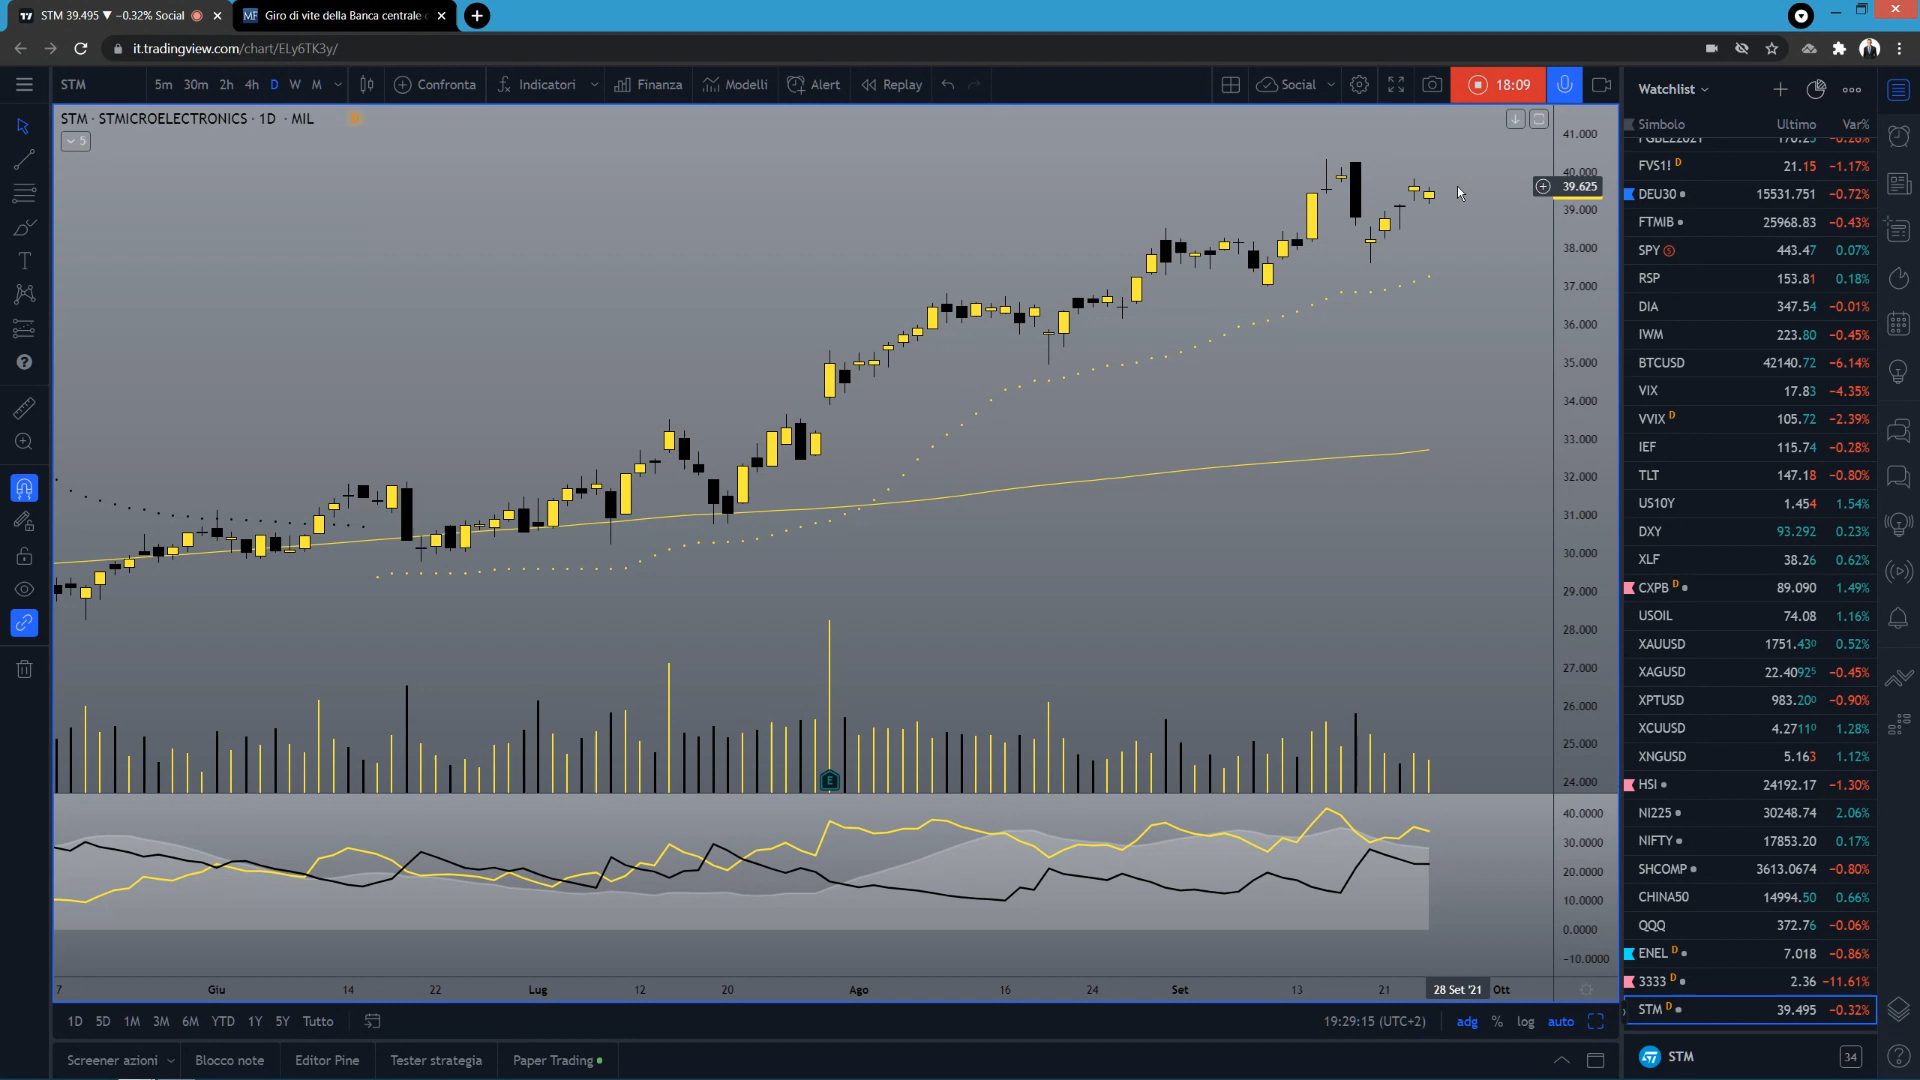 STM 39.495 ▼ −0.32% Social
Giro di vite della Banca centrale
it.tradingview.com/chart/ELy6TK3y/
STM 5m 30m 2h 4h D W M Confronta Indicatori Finanza Modelli Alert Replay Social 18:09
STM · STMICROELECTRONICS · 1D · MIL
5
41.000
40.000
39.625
39.000
38.000
37.000
36.000
35.000
34.000
33.000
32.000
31.000
30.000
29.000
28.000
27.000
26.000
25.000
24.000
E
40.0000
30.0000
20.0000
10.0000
0.0000
−10.0000
7 Giu 14 22 Lug 12 20 Ago 16 24 Set 13 21 28 Set '21 Ott
1D 5D 1M 3M 6M YTD 1Y 5Y Tutto 19:29:15 (UTC+2) adg % log auto
Screener azioni Blocco note Editor Pine Tester strategia Paper Trading
Watchlist
Simbolo Ultimo Var%
FVS1! D 21.15 −1.17%
DEU30 15531.751 −0.72%
FTMIB 25968.83 −0.43%
SPY 443.47 0.07%
RSP 153.81 0.18%
DIA 347.54 −0.01%
IWM 223.80 −0.45%
BTCUSD 42140.72 −6.14%
VIX 17.83 −4.35%
VVIX D 105.72 −2.39%
IEF 115.74 −0.28%
TLT 147.18 −0.80%
US10Y 1.454 1.54%
DXY 93.292 0.23%
XLF 38.26 0.62%
CXPB D 89.090 1.49%
USOIL 74.08 1.16%
XAUUSD 1751.430 0.52%
XAGUSD 22.40925 −0.45%
XPTUSD 983.200 −0.90%
XCUUSD 4.27110 1.28%
XNGUSD 5.163 1.12%
HSI 24192.17 −1.30%
NI225 30248.74 2.06%
NIFTY 17853.20 0.17%
SHCOMP 3613.0674 −0.80%
CHINA50 14994.50 0.66%
QQQ 372.76 −0.06%
ENEL D 7.018 −0.86%
3333 D 2.36 −11.61%
STM D 39.495 −0.32%
STM 34